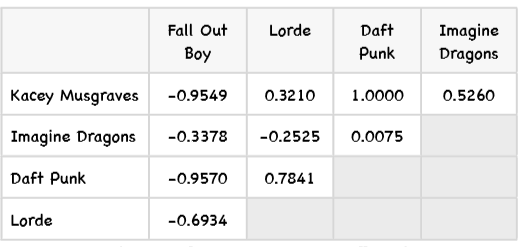 Fall Out Boy Lorde Daft Punk Imagine Dragons
Kacey Musgraves -0.9549 0.3210 1.0000 0.5260
Imagine Dragons -0.3378 -0.2525 0.0075
Daft Punk -0.9570 0.7841
Lorde -0.6934